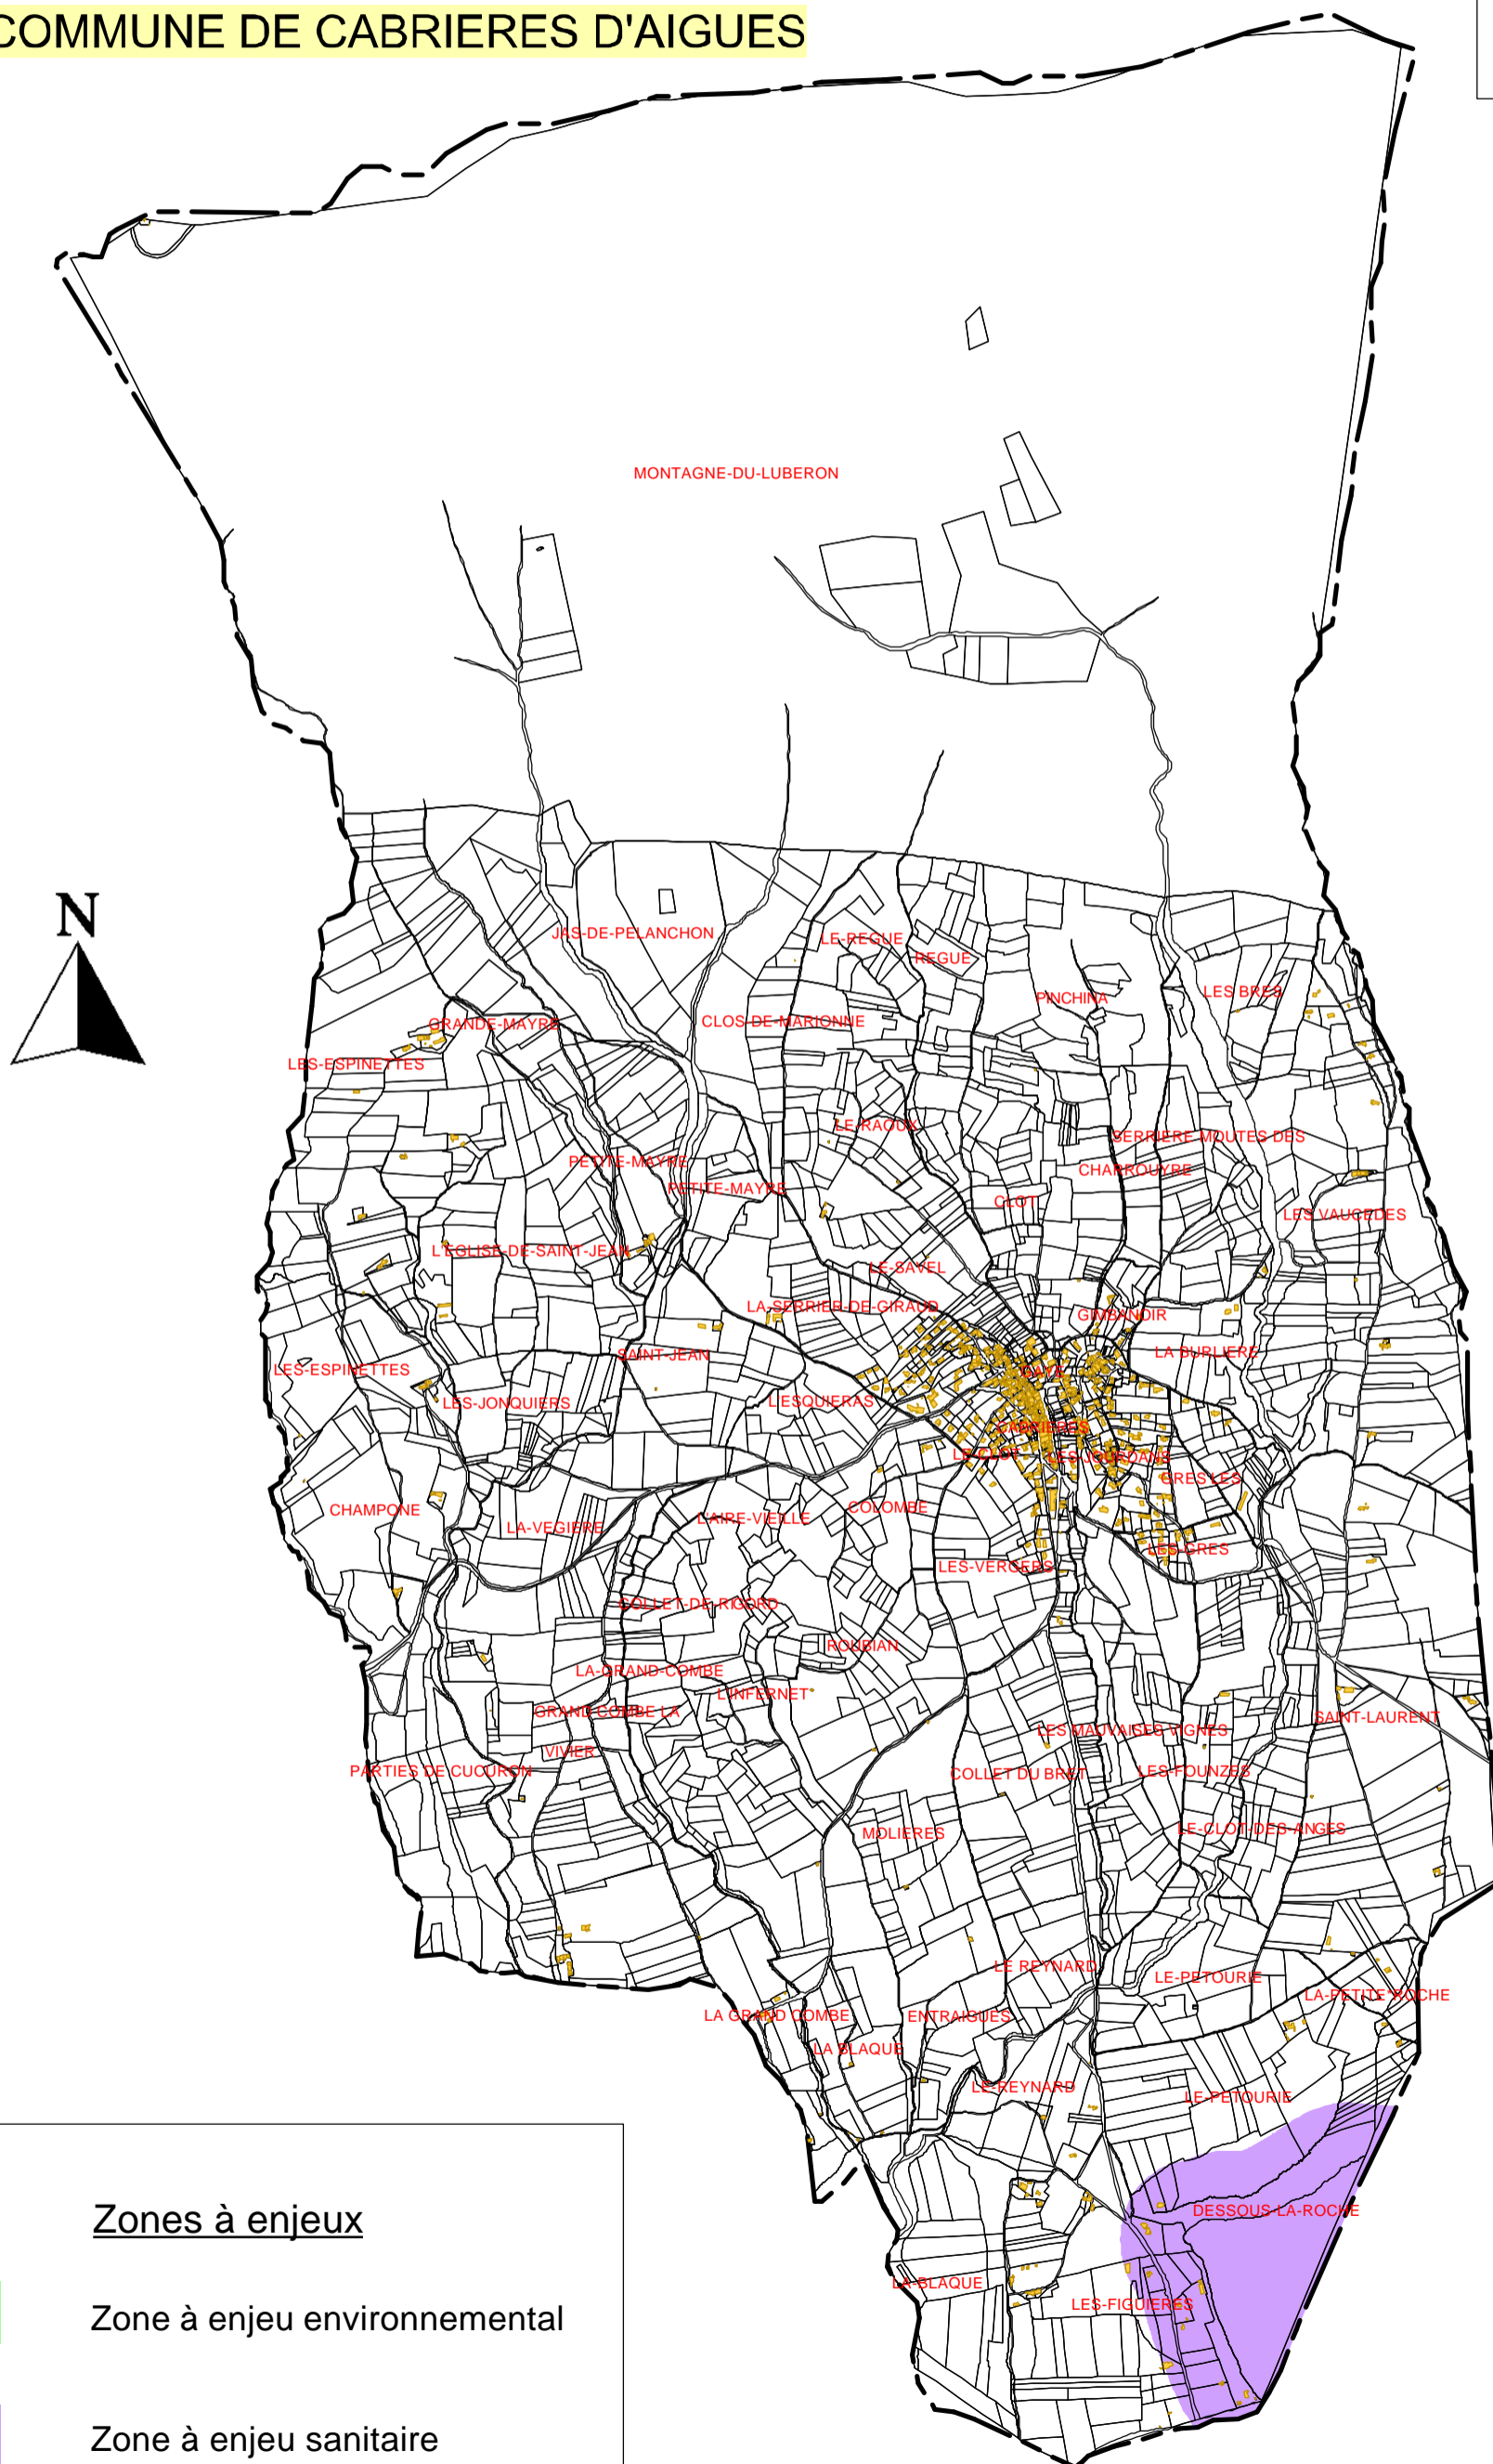 COMMUNE DE CABRIERES D'AIGUES
MONTAGNE-DU-LUBERON
N
JAS-DE-PELANCHON
LE-REGUE
REGUE
PINCHINA
LES BRES
GRANDE-MAYRE
CLOS-DE-MARIONNE
LES-ESPINETTES
LE-RAOUX
SERRIERE MOUTES DES
PETITE-MAYRE
CHARROUYRE
PETITE-MAYRE
CLOT
LES VAUCEDES
L'EGLISE-DE-SAINT-JEAN
LE-SAVEL
LA-SERRIER-DE-GIRAUD
GIMBANOIR
SAINT-JEAN
LA BURLIERE
LES-ESPINETTES
BAYE
LES-JONQUIERS
L'ESQUIERAS
CABRIERES
LE-CLOT
LES-JOURDANS
GRES LES
CHAMPONE
COLOMBE
L'AIRE-VIEILLE
LA-VEGIERE
LES-GRES
LES-VERGERS
COLLET-DE-RIGORD
ROUBIAN
LA-GRAND-COMBE
L'INFERNET
GRAND COMBE LA
SAINT-LAURENT
LES MAUVAISES VIGNES
VIVIER
PARTIES DE CUCURON
COLLET DU BRET
LES-FOUNZES
MOLIERES
LE-CLOT-DES-ANGES
LE REYNARD
LE-PETOURIE
LA-PETITE-ROCHE
LA GRAND COMBE
ENTRAIGUES
LA BLAQUE
LE-REYNARD
LE-PETOURIE
DESSOUS-LA-ROCHE
LA-BLAQUE
LES-FIGUIERES
Zones à enjeux
Zone à enjeu environnemental
Zone à enjeu sanitaire